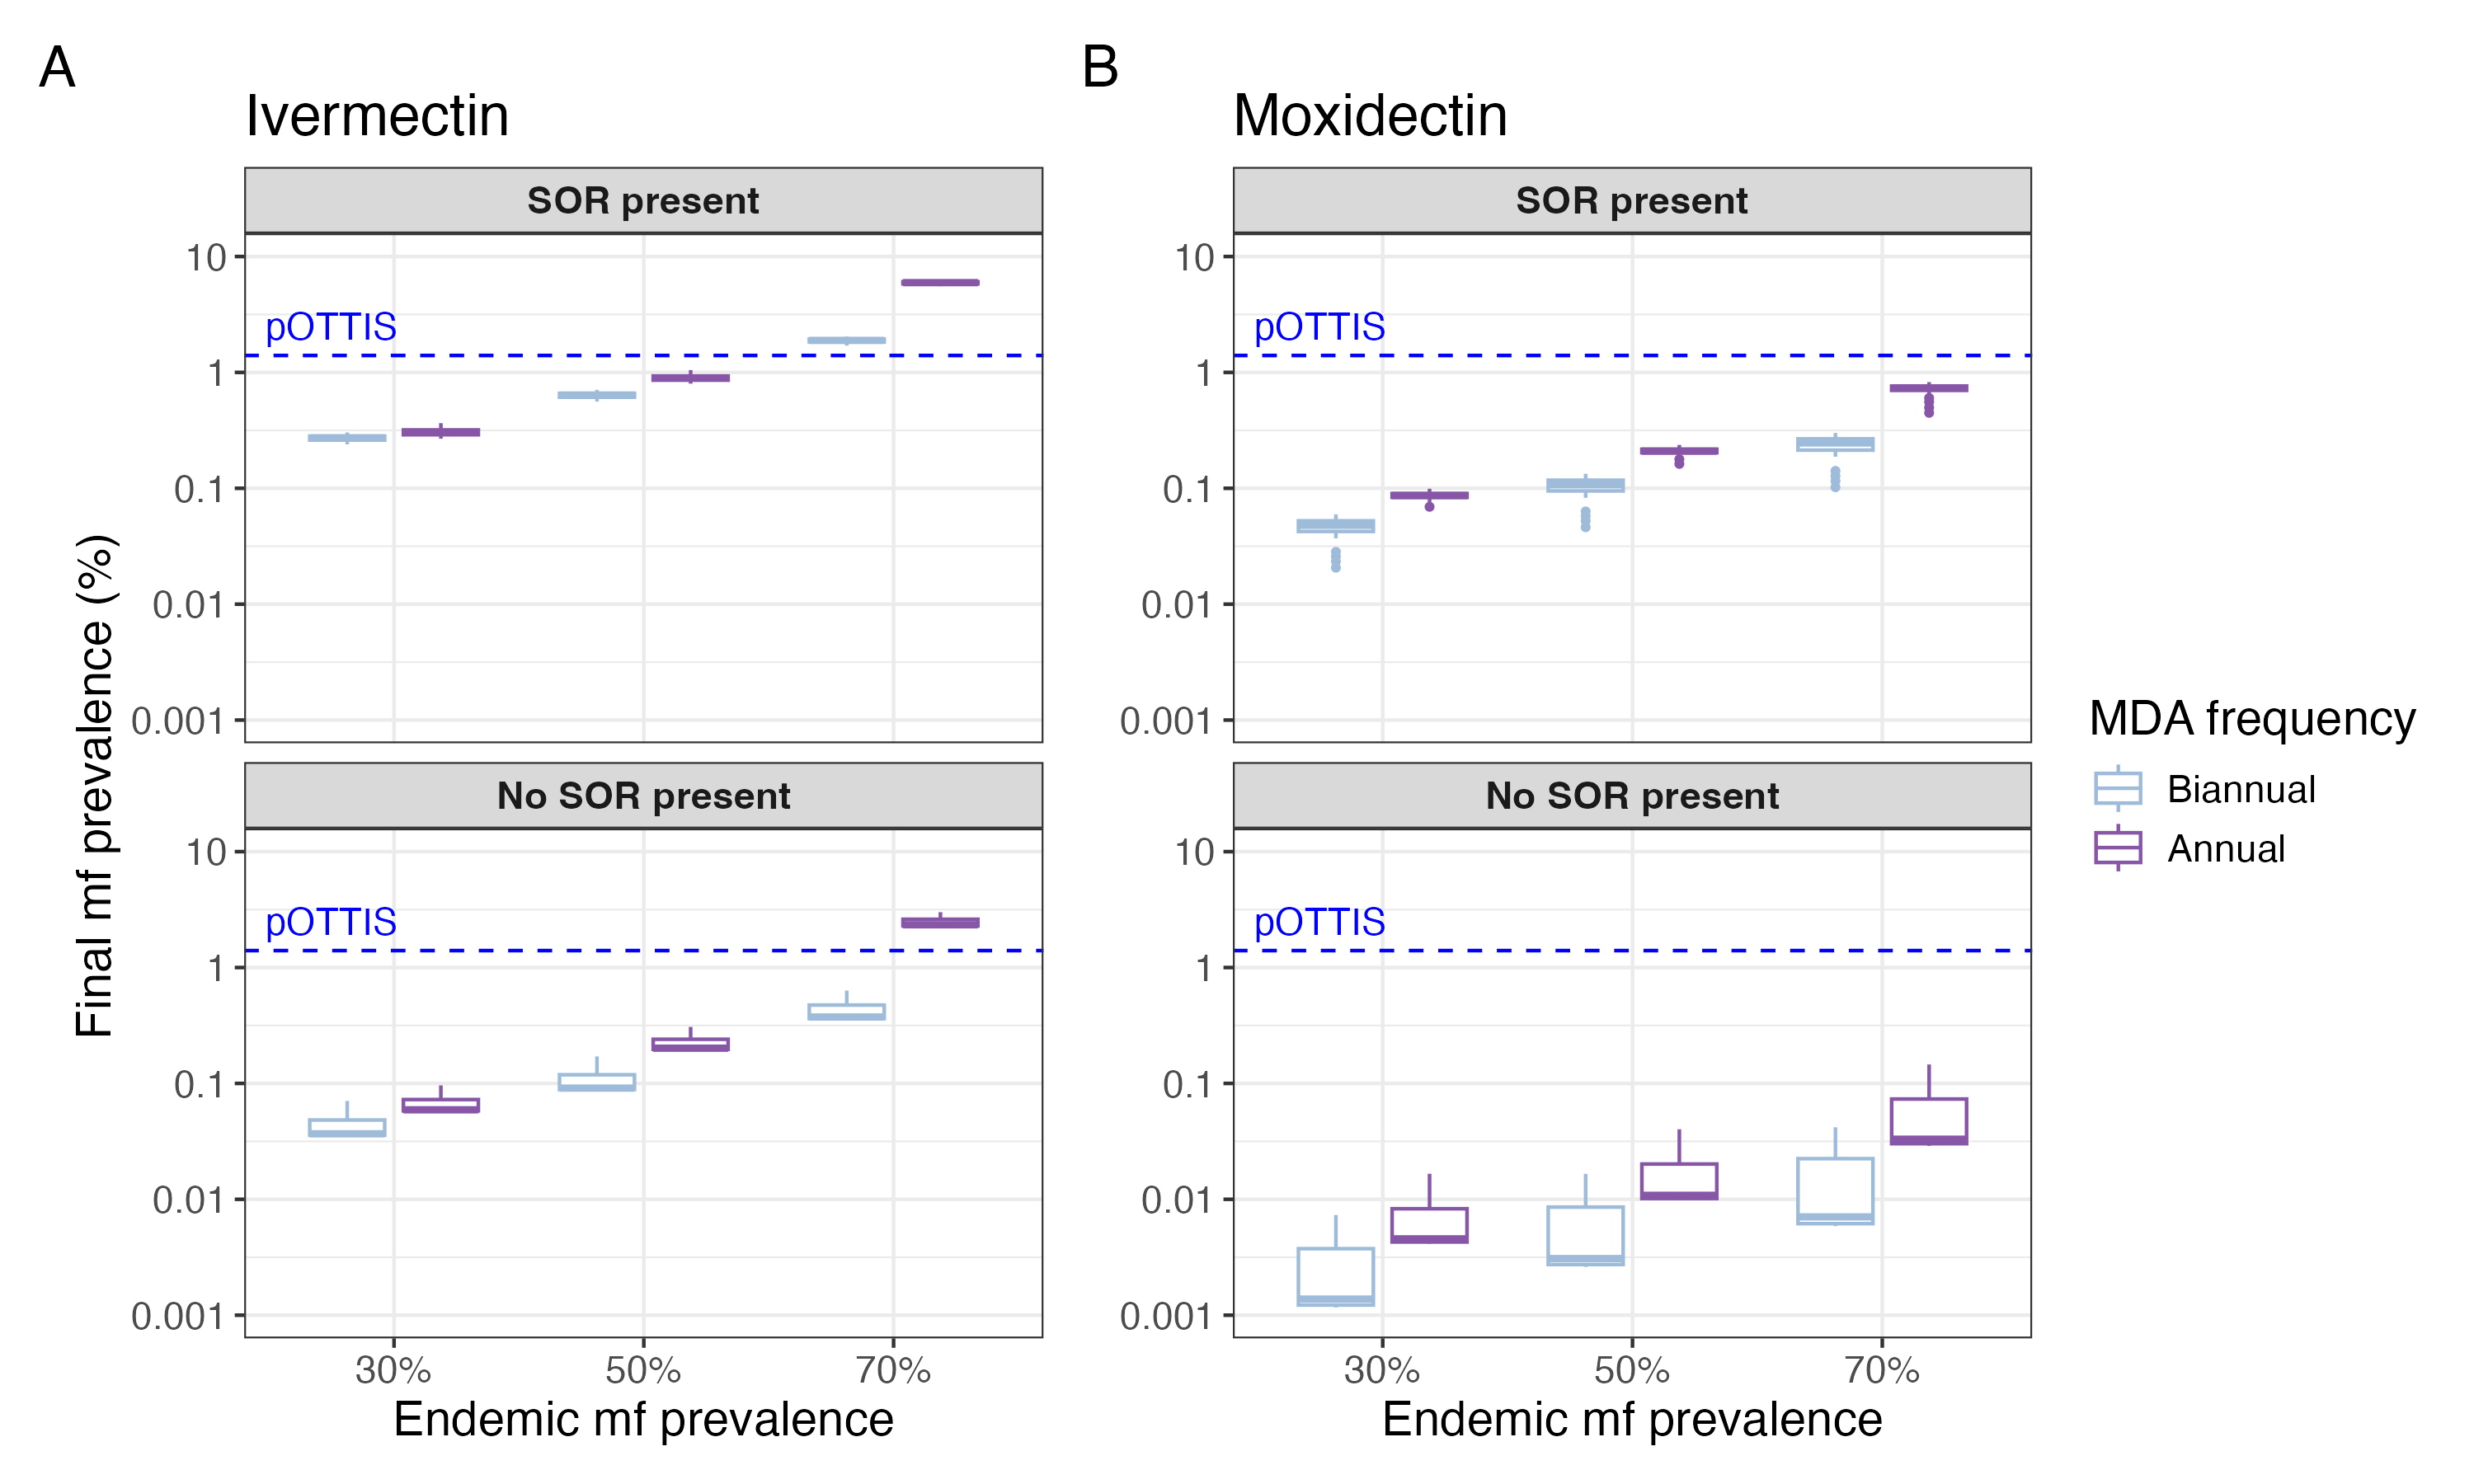 A
Ivermectin
SOR present
10
1
0.1
0.01
0.001
pOTTIS
No SOR present
10
1
0.1
0.01
0.001
pOTTIS
30% 50% 70%
Endemic mf prevalence
Final mf prevalence (%)
B
Moxidectin
SOR present
10
1
0.1
0.01
0.001
pOTTIS
No SOR present
10
1
0.1
0.01
0.001
pOTTIS
30% 50% 70%
Endemic mf prevalence
MDA frequency
Biannual
Annual